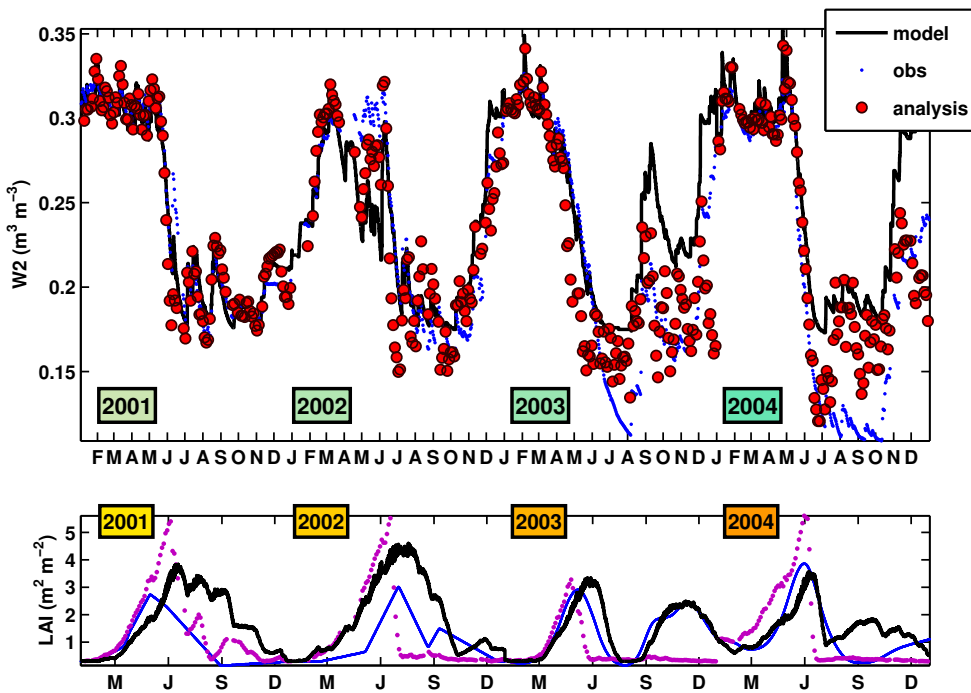 0.35
0.3
0.25
0.2
0.15
W2 (m³ m⁻³)
model
obs
analysis
2001
2002
2003
2004
F M A M J J A S O N D J F M A M J J A S O N D J F M A M J J A S O N D J F M A M J J A S O N D
5
4
3
2
1
LAI (m² m⁻²)
2001
2002
2003
2004
M J S D M J S D M J S D M J S D